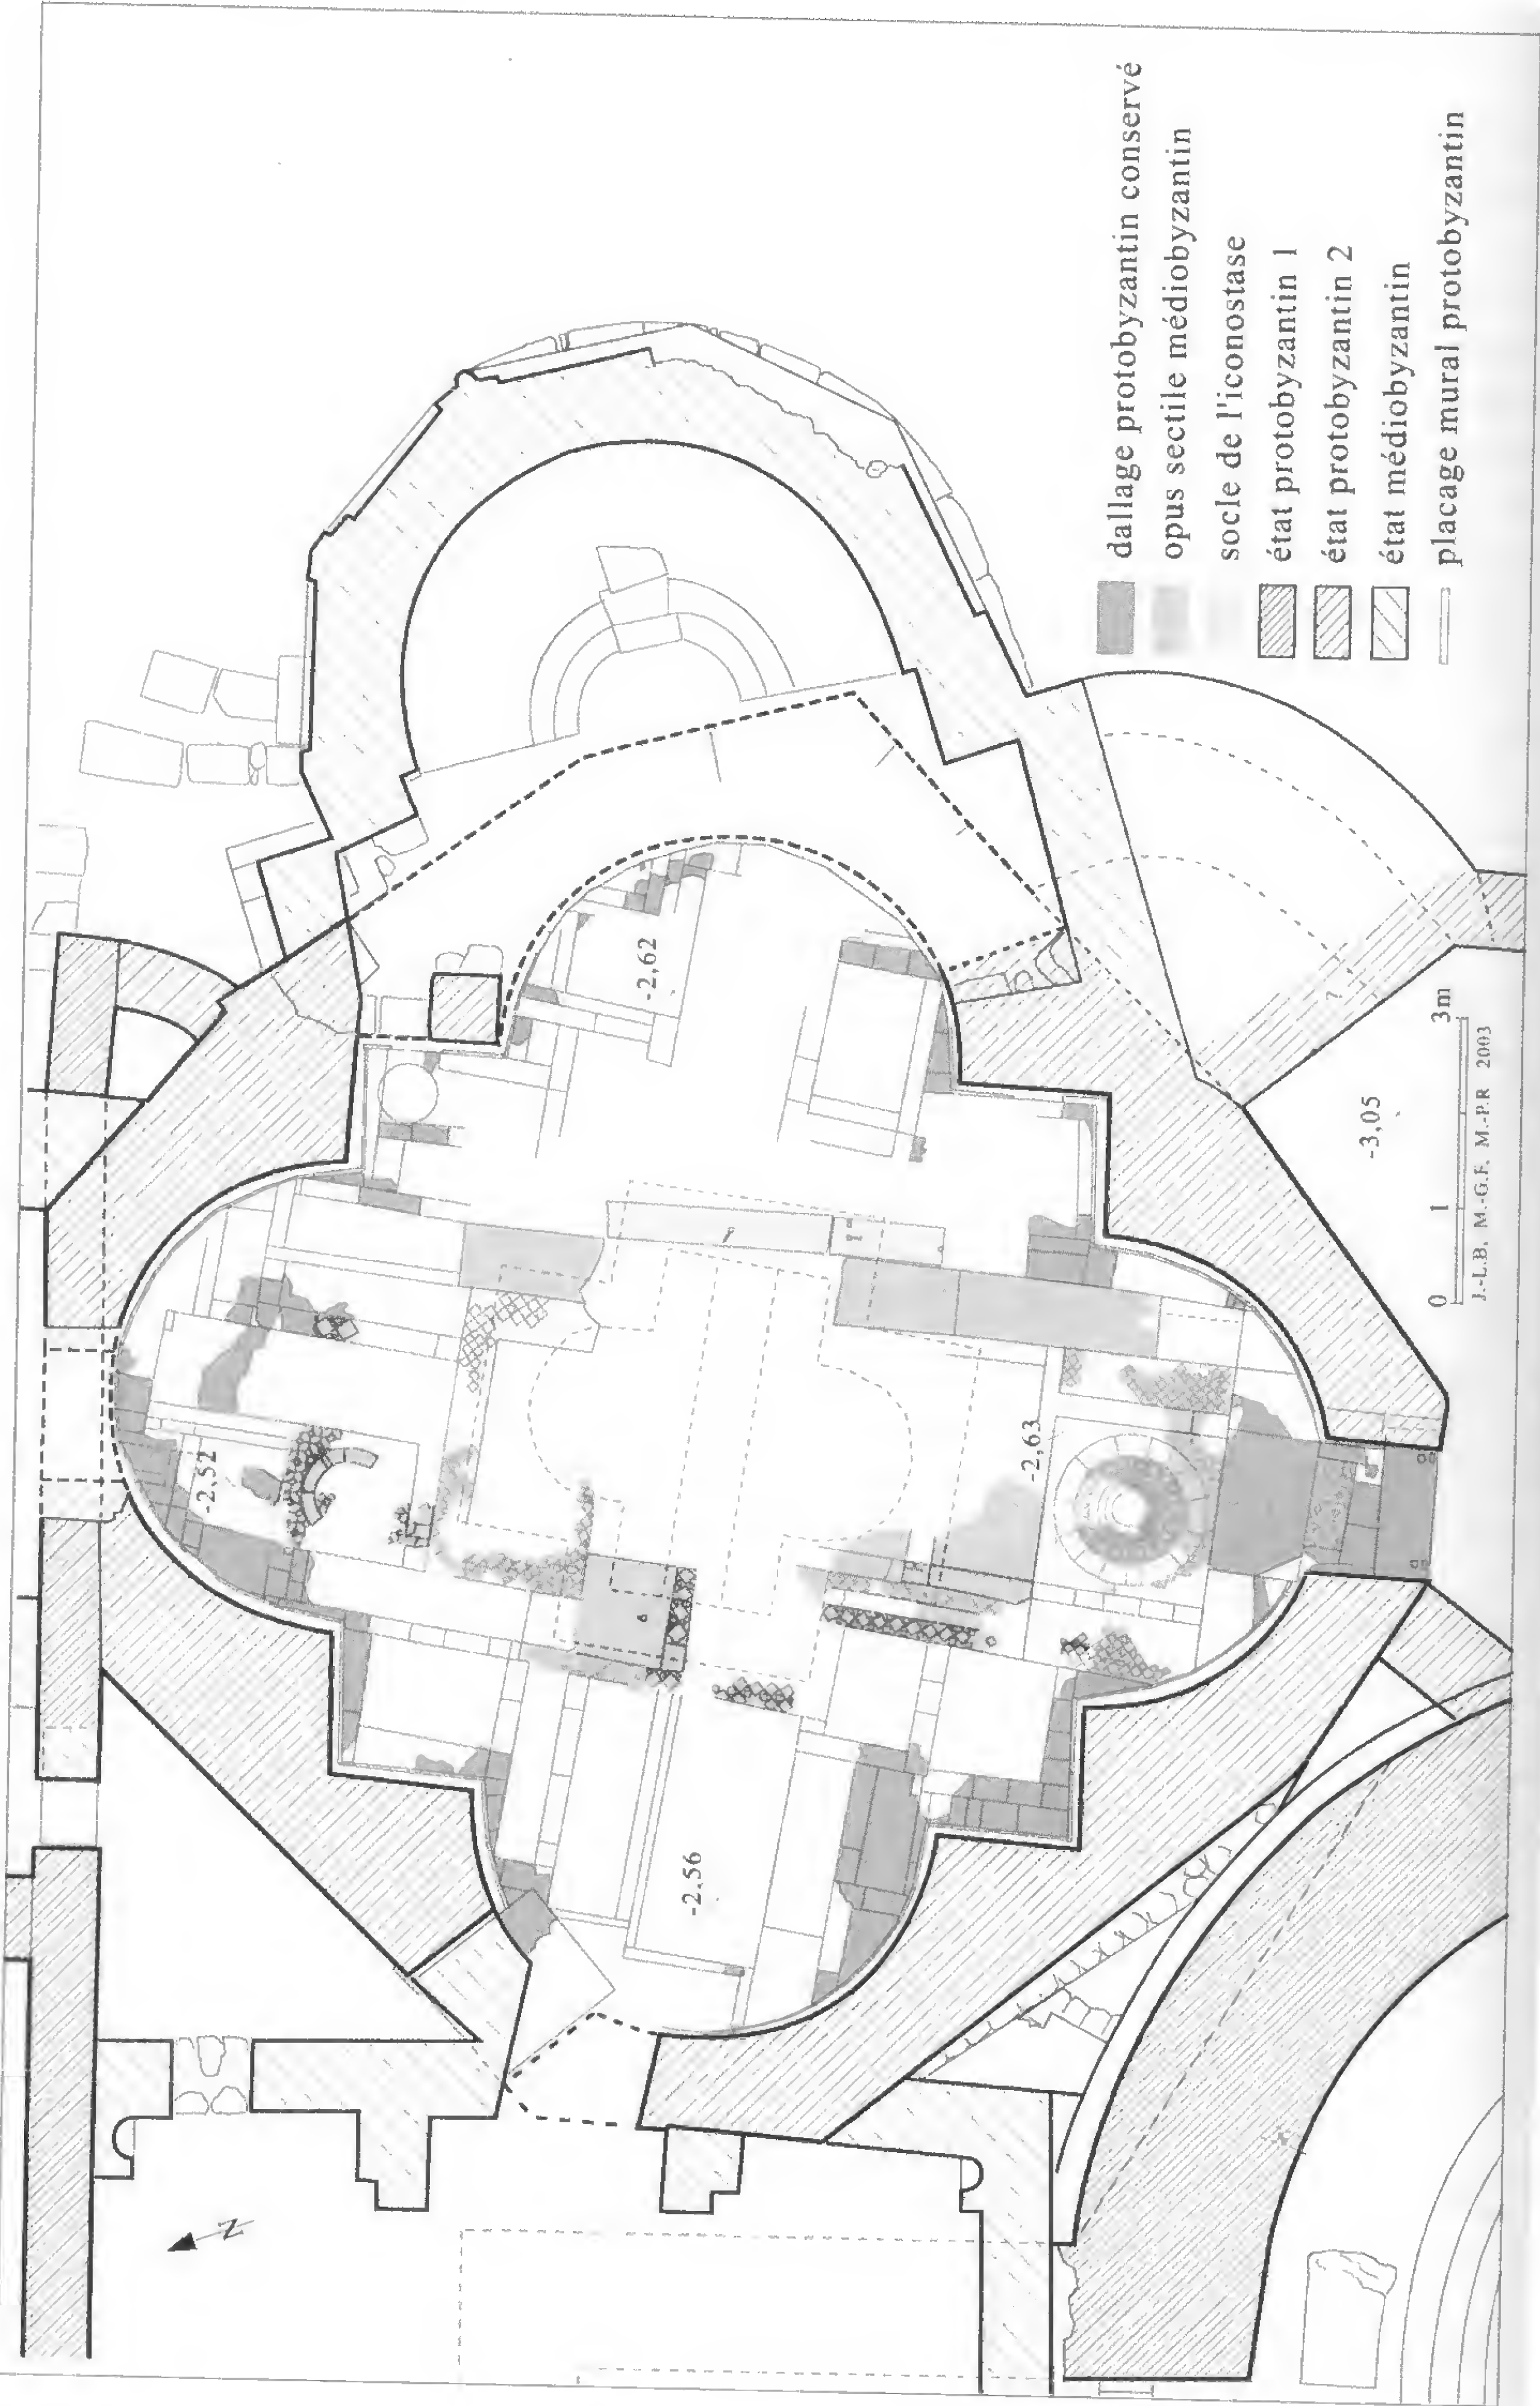 dallage protobyzantin conservé
opus sectile médiobyzantin
socle de l'iconostase
état protobyzantin 1
état protobyzantin 2
état médiobyzantin
placage mural protobyzantin
-2,62
-2,52
-2,63
-2.56
-3,05
?
N
0 1 3m
J.-L.B. M.-G.F. M.-P.R 2003